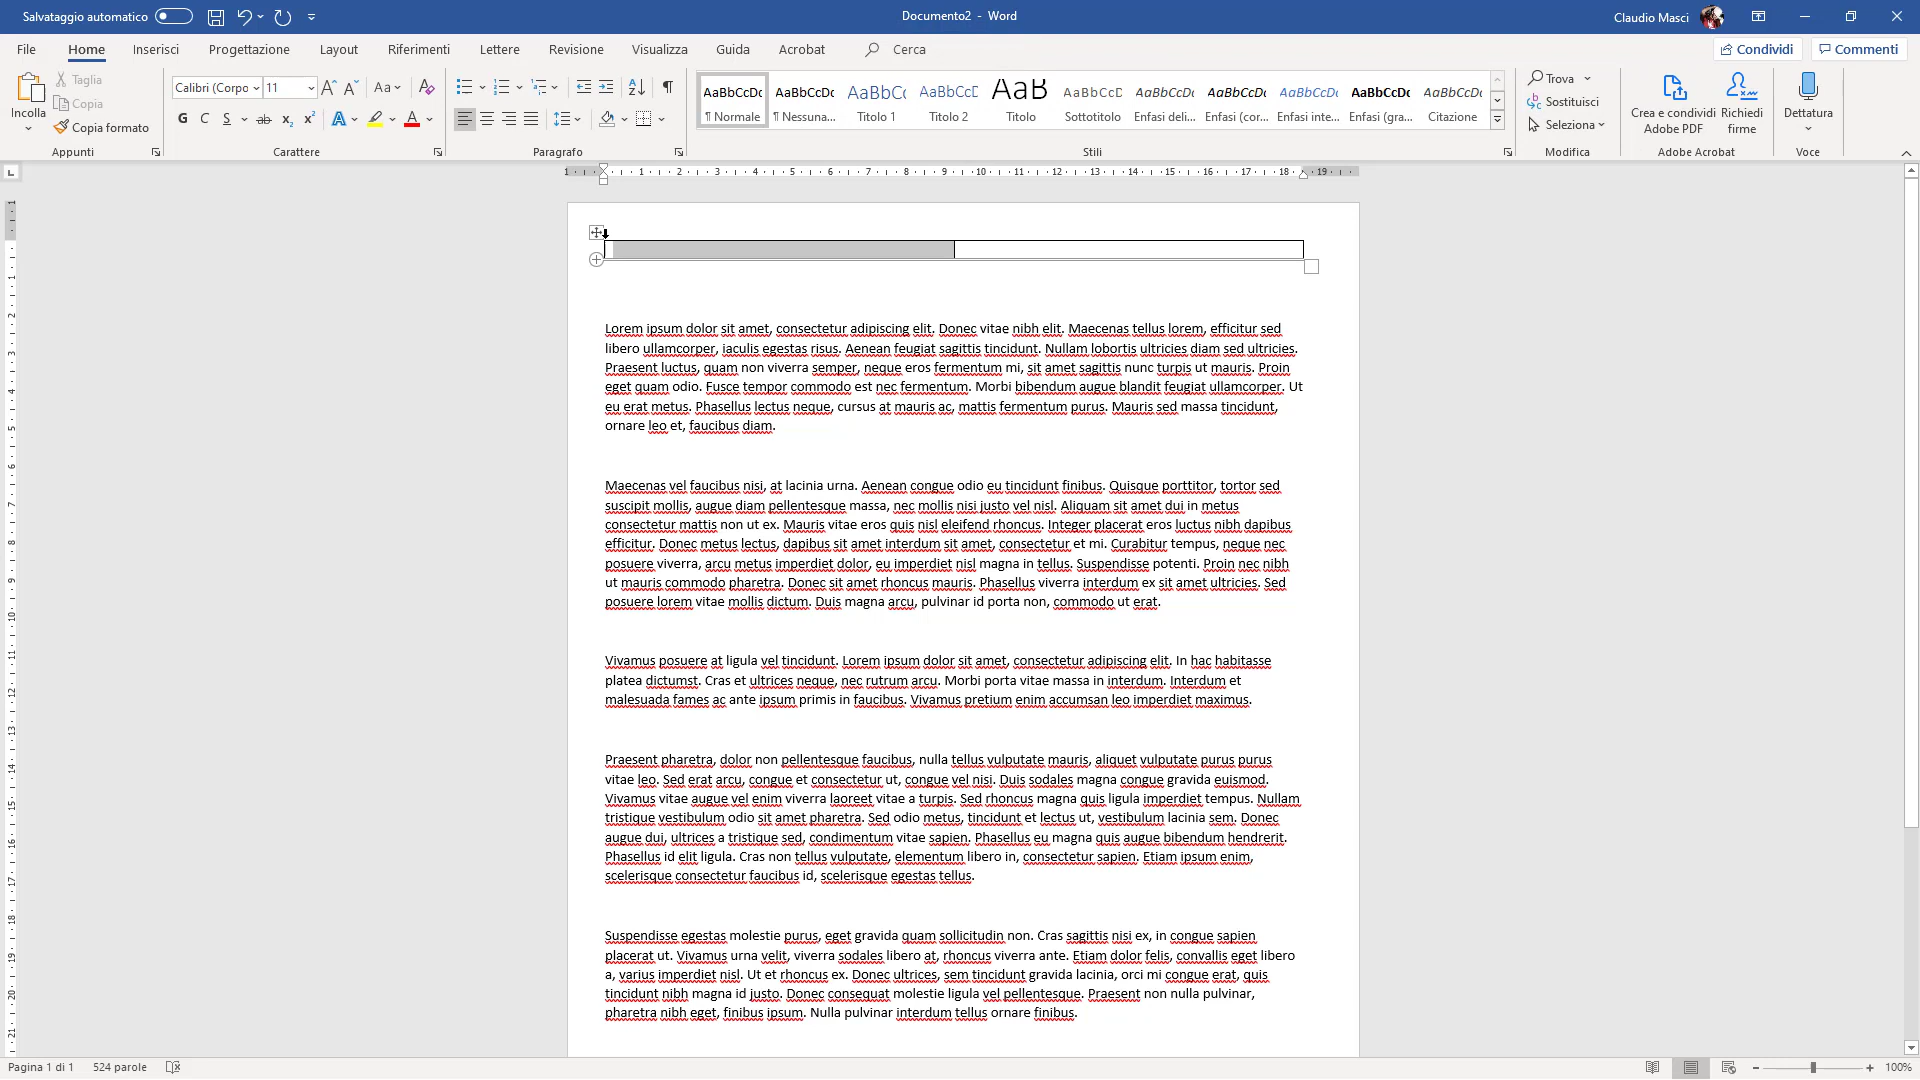 Salvataggio automatico
Documento2 - Word
Claudio Masci
File Home Inserisci Progettazione Layout Riferimenti Lettere Revisione Visualizza Guida Acrobat Cerca
Condividi Commenti
Incolla
Taglia
Copia
Copia formato
Appunti
Calibri (Corpo 11
G C S ab x₂ x² A A
Carattere
Paragrafo
AaBbCcDc AaBbCcDc AaBbCc AaBbCcD AaB AaBbCcD AaBbCcDc AaBbCcDc AaBbCcDc AaBbCcDc AaBbCcDc
¶ Normale ¶ Nessuna... Titolo 1 Titolo 2 Titolo Sottotitolo Enfasi deli... Enfasi (cor... Enfasi inte... Enfasi (gra... Citazione
Stili
Trova
Sostituisci
Seleziona
Modifica
Crea e condividi
Adobe PDF
Richiedi
firme
Adobe Acrobat
Dettatura
Voce
1 1 2 3 4 5 6 7 8 9 10 11 12 13 14 15 16 17 18 19
Lorem ipsum dolor sit amet, consectetur adipiscing elit. Donec vitae nibh elit. Maecenas tellus lorem, efficitur sed
libero ullamcorper, iaculis egestas risus. Aenean feugiat sagittis tincidunt. Nullam lobortis ultricies diam sed ultricies.
Praesent luctus, quam non viverra semper, neque eros fermentum mi, sit amet sagittis nunc turpis ut mauris. Proin
eget quam odio. Fusce tempor commodo est nec fermentum. Morbi bibendum augue blandit feugiat ullamcorper. Ut
eu erat metus. Phasellus lectus neque, cursus at mauris ac, mattis fermentum purus. Mauris sed massa tincidunt,
ornare leo et, faucibus diam.
Maecenas vel faucibus nisi, at lacinia urna. Aenean congue odio eu tincidunt finibus. Quisque porttitor, tortor sed
suscipit mollis, augue diam pellentesque massa, nec mollis nisi justo vel nisl. Aliquam sit amet dui in metus
consectetur mattis non ut ex. Mauris vitae eros quis nisl eleifend rhoncus. Integer placerat eros luctus nibh dapibus
efficitur. Donec metus lectus, dapibus sit amet interdum sit amet, consectetur et mi. Curabitur tempus, neque nec
posuere viverra, arcu metus imperdiet dolor, eu imperdiet nisl magna in tellus. Suspendisse potenti. Proin nec nibh
ut mauris commodo pharetra. Donec sit amet rhoncus mauris. Phasellus viverra interdum ex sit amet ultricies. Sed
posuere lorem vitae mollis dictum. Duis magna arcu, pulvinar id porta non, commodo ut erat.
Vivamus posuere at ligula vel tincidunt. Lorem ipsum dolor sit amet, consectetur adipiscing elit. In hac habitasse
platea dictumst. Cras et ultrices neque, nec rutrum arcu. Morbi porta vitae massa in interdum. Interdum et
malesuada fames ac ante ipsum primis in faucibus. Vivamus pretium enim accumsan leo imperdiet maximus.
Praesent pharetra, dolor non pellentesque faucibus, nulla tellus vulputate mauris, aliquet vulputate purus purus
vitae leo. Sed erat arcu, congue et consectetur ut, congue vel nisi. Duis sodales magna congue gravida euismod.
Vivamus vitae augue vel enim viverra laoreet vitae a turpis. Sed rhoncus magna quis ligula imperdiet tempus. Nullam
tristique vestibulum odio sit amet pharetra. Sed odio metus, tincidunt et lectus ut, vestibulum lacinia sem. Donec
augue dui, ultrices a tristique sed, condimentum vitae sapien. Phasellus eu magna quis augue bibendum hendrerit.
Phasellus id elit ligula. Cras non tellus vulputate, elementum libero in, consectetur sapien. Etiam ipsum enim,
scelerisque consectetur faucibus id, scelerisque egestas tellus.
Suspendisse egestas molestie purus, eget gravida quam sollicitudin non. Cras sagittis nisi ex, in congue sapien
placerat ut. Vivamus urna velit, viverra sodales libero at, rhoncus viverra ante. Etiam dolor felis, convallis eget libero
a, varius imperdiet nisl. Ut et rhoncus ex. Donec ultrices, sem tincidunt gravida lacinia, orci mi congue erat, quis
tincidunt nibh magna id justo. Donec consequat molestie ligula vel pellentesque. Praesent non nulla pulvinar,
pharetra nibh eget, finibus ipsum. Nulla pulvinar interdum tellus ornare finibus.
Pagina 1 di 1 524 parole
100%